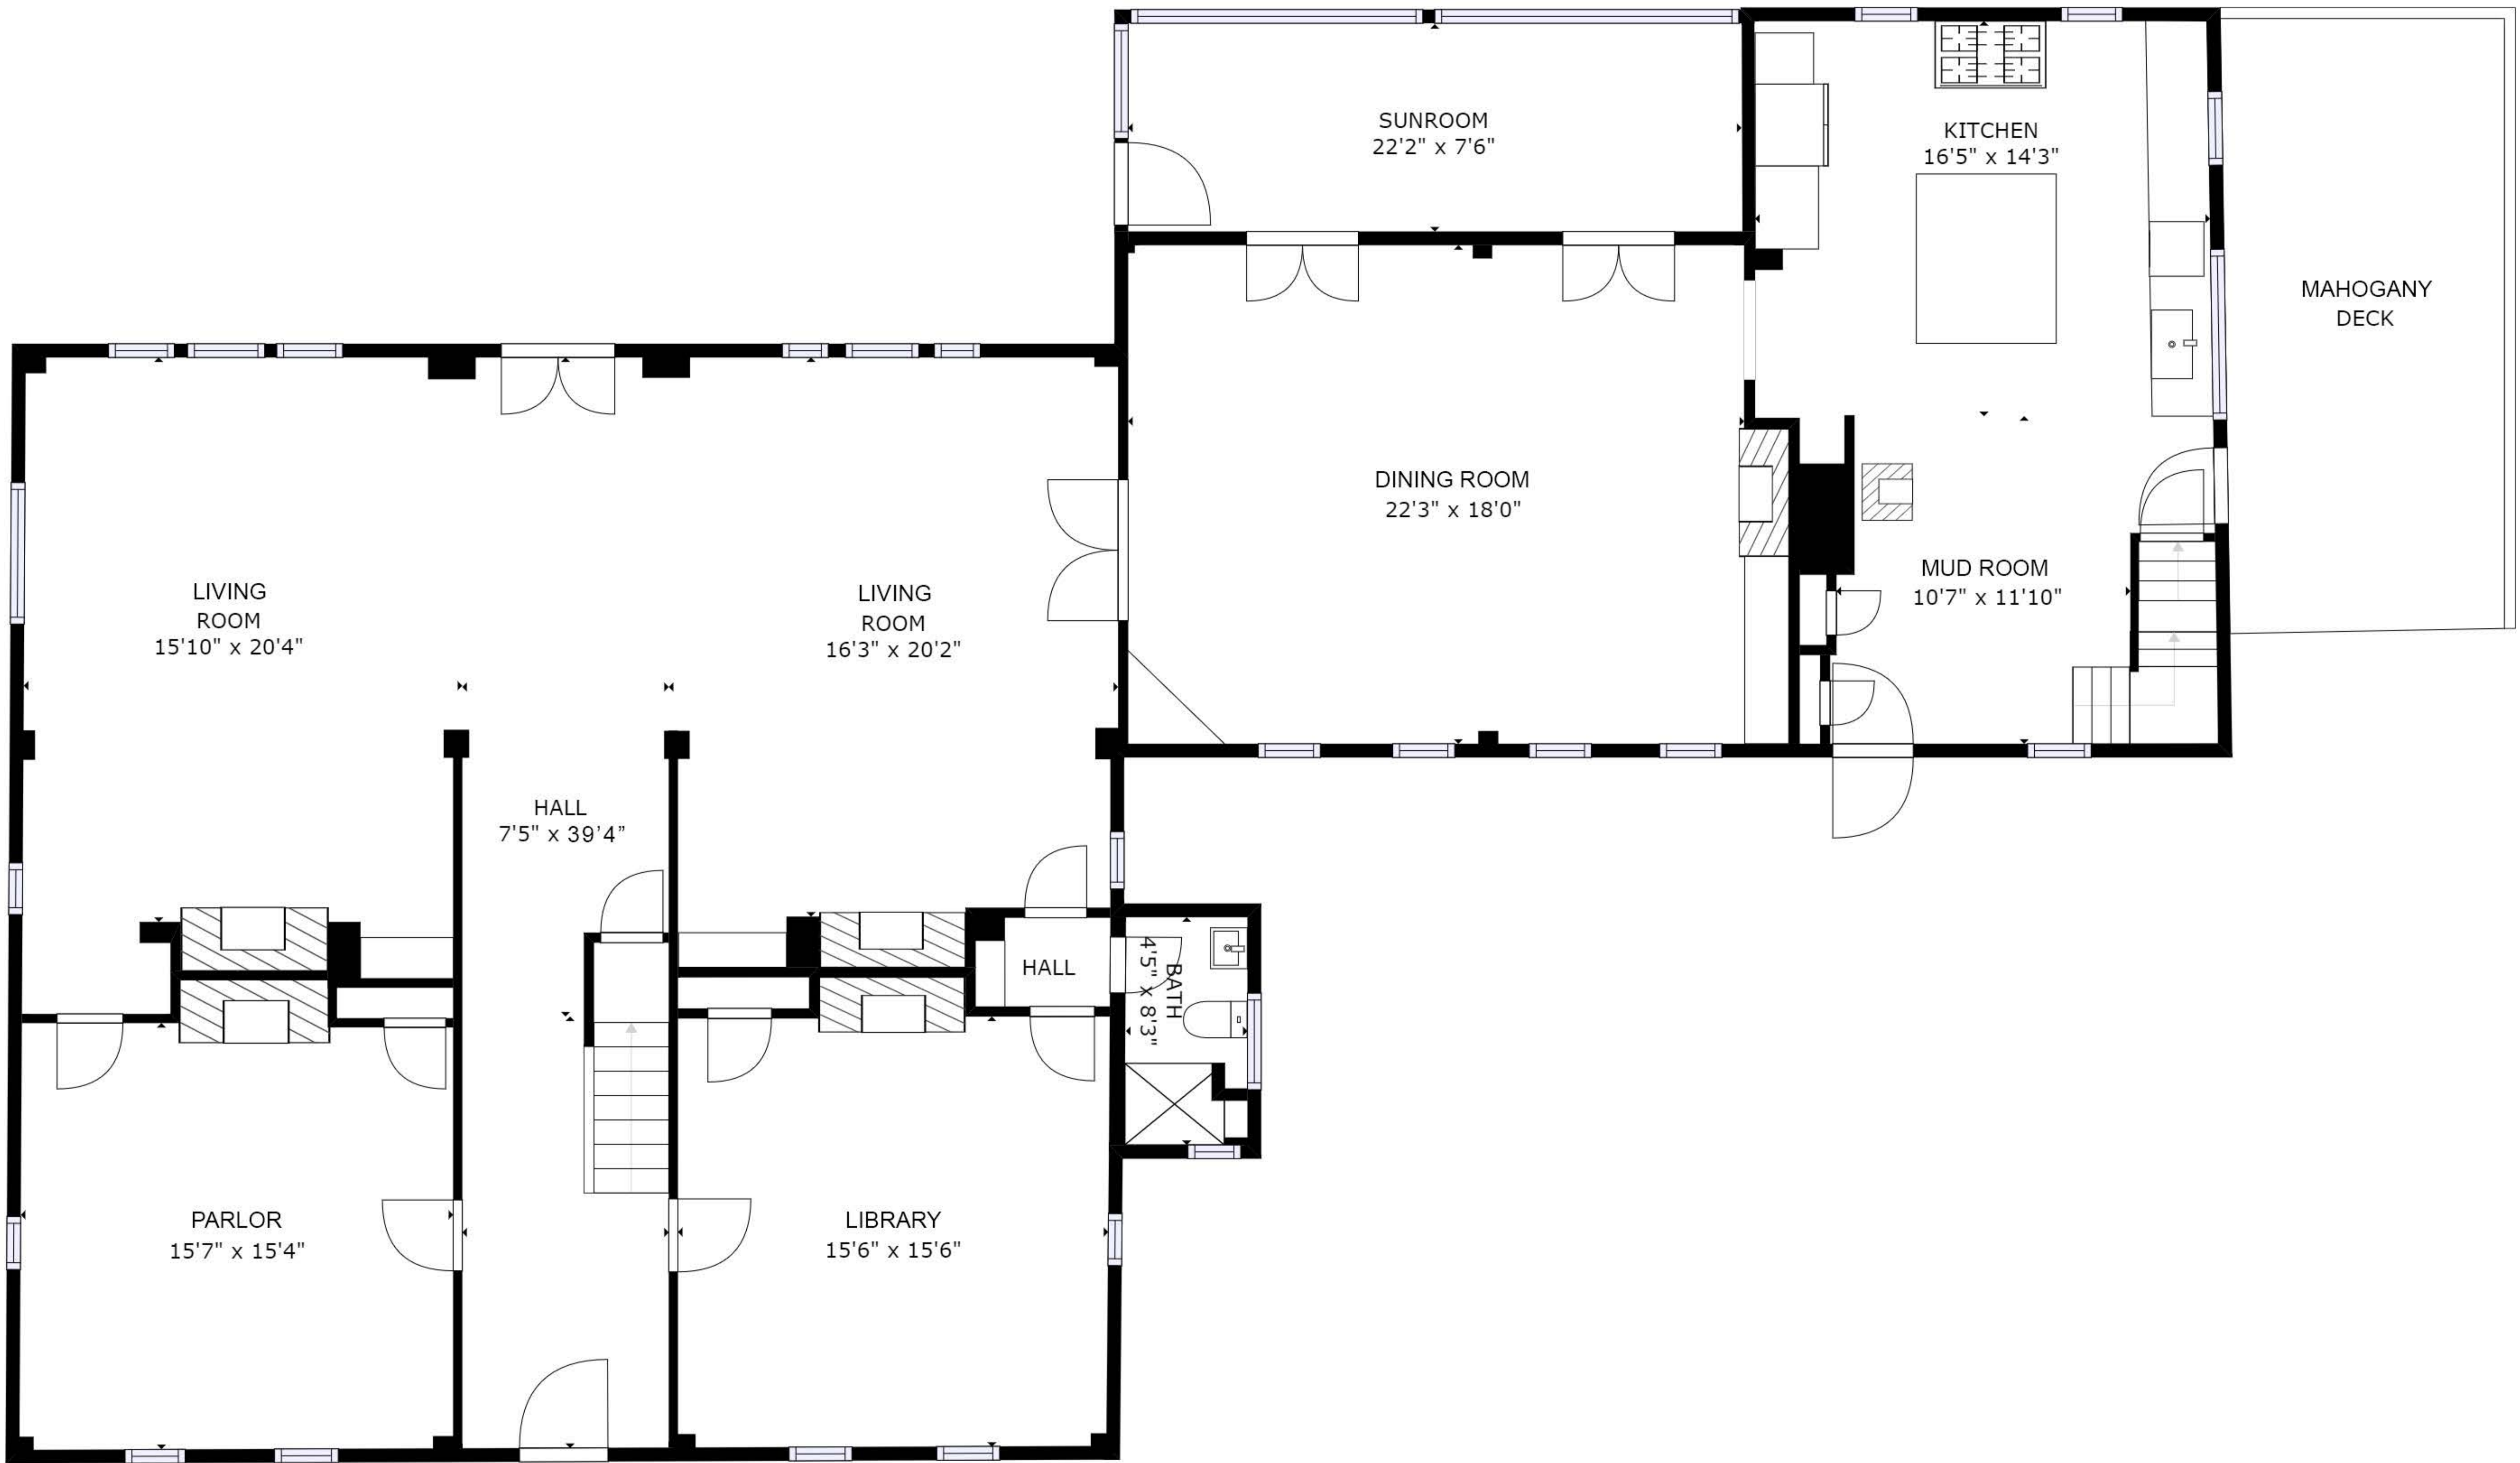 SUNROOM
22'2" x 7'6"
KITCHEN
16'5" x 14'3"
MAHOGANY
DECK
DINING ROOM
22'3" x 18'0"
MUD ROOM
10'7" x 11'10"
LIVING
ROOM
15'10" x 20'4"
LIVING
ROOM
16'3" x 20'2"
HALL
7'5" x 39’4”
HALL
BATH
4'5" x 8'3"
PARLOR
15'7" x 15'4"
LIBRARY
15'6" x 15'6"